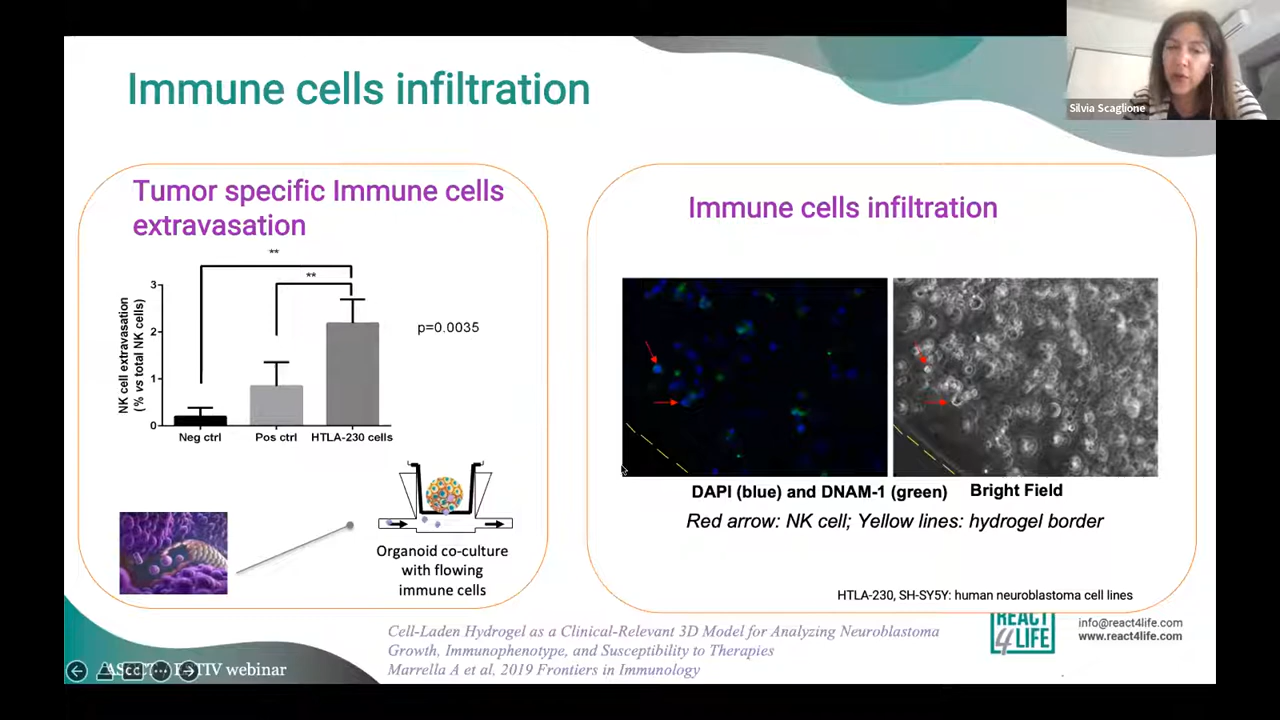 Immune cells infiltration
Silvia Scaglione
Tumor specific Immune cells
extravasation
**
**
NK cell extravasation
(% vs total NK cells)
3
2
1
0
p=0.0035
Neg ctrl
Pos ctrl
HTLA-230 cells
Organoid co-culture
with flowing
immune cells
Immune cells infiltration
DAPI (blue) and DNAM-1 (green)
Bright Field
Red arrow: NK cell; Yellow lines: hydrogel border
HTLA-230, SH-SY5Y: human neuroblastoma cell lines
Cell-Laden Hydrogel as a Clinical-Relevant 3D Model for Analyzing Neuroblastoma
Growth, Immunophenotype, and Susceptibility to Therapies
Marrella A et al, 2019 Frontiers in Immunology
REACT
4LIFE
info@react4life.com
www.react4life.com
webinar